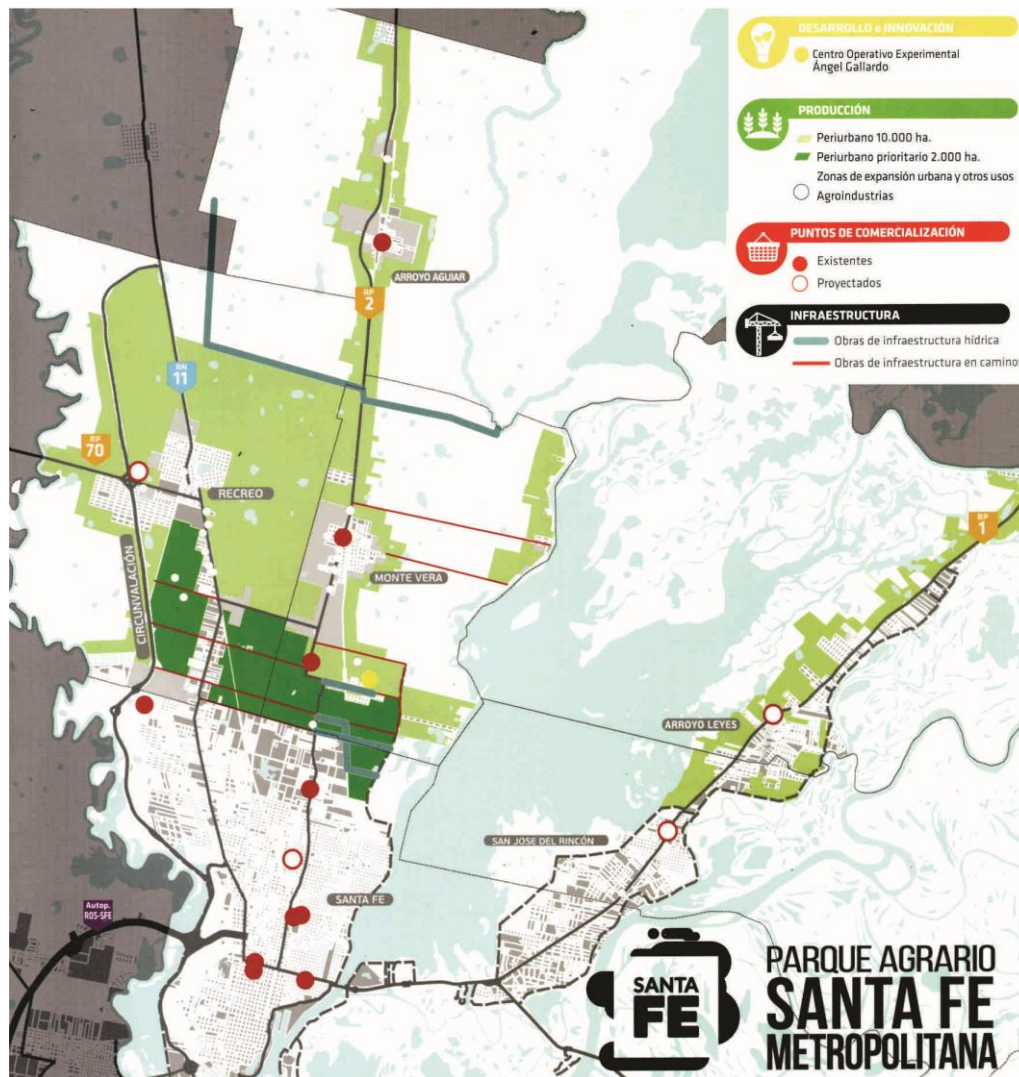 DESARROLLO e INNOVACIÓN
Centro Operativo Experimental
Ángel Gallardo
PRODUCCIÓN
Periurbano 10.000 ha.
Periurbano prioritario 2.000 ha.
Zonas de expansión urbana y otros usos
Agroindustrias
PUNTOS DE COMERCIALIZACIÓN
Existentes
Proyectados
INFRAESTRUCTURA
Obras de infraestructura hídrica
Obras de infraestructura en camino
ARROYO AGUIAR
RP
2
RN
11
RP
70
RECREO
RP
1
MONTE VERA
CIRCUNVALACIÓN
ARROYO LEYES
SAN JOSE DEL RINCÓN
SANTA FE
Autop.
ROS-SFE
SANTA
FE
PARQUE AGRARIO
SANTA FE
METROPOLITANA